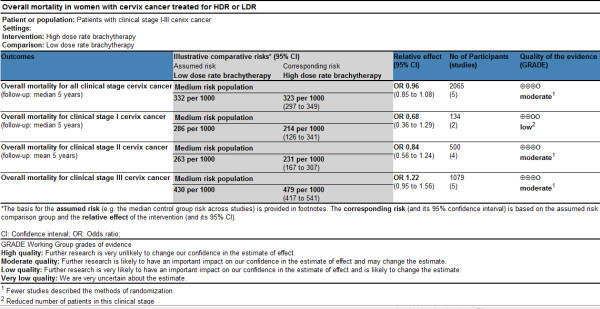 Overall mortality in women with cervix cancer treated for HDR or LDR
Patient or population: Patients with clinical stage I-III cervix cancer
Settings:
Intervention: High dose rate brachytherapy
Comparison: Low dose rate brachytherapy
Outcomes Illustrative comparative risks* (95% CI) Relative effect (95% CI) No of Participants (studies) Quality of the evidence (GRADE)
Assumed risk Corresponding risk
Low dose rate brachytherapy High dose rate brachytherapy
Overall mortality for all clinical stage cervix cancer Medium risk population OR 0.96 2065 ⊕⊕⊕O
(follow-up: median 5 years) 332 per 1000 323 per 1000 (0.85 to 1.08) (5) moderate1
(297 to 349)
Overall mortality for clinical stage I cervix cancer Medium risk population OR 0.68 134 ⊕⊕OO
(follow-up: median 5 years) 286 per 1000 214 per 1000 (0.36 to 1.29) (2) low2
(126 to 341)
Overall mortality for clinical stage II cervix cancer Medium risk population OR 0.84 500 ⊕⊕⊕O
(follow-up: mean 5 years) 263 per 1000 231 per 1000 (0.56 to 1.24) (4) moderate1
(167 to 307)
Overall mortality for clinical stage III cervix cancer Medium risk population OR 1.22 1079 ⊕⊕⊕O
(follow-up: median 5 years) 430 per 1000 479 per 1000 (0.95 to 1.56) (5) moderate1
(417 to 541)
*The basis for the assumed risk (e.g. the median control group risk across studies) is provided in footnotes. The corresponding risk (and its 95% confidence interval) is based on the assumed risk
comparison group and the relative effect of the intervention (and its 95% CI).
CI: Confidence interval; OR: Odds ratio;
GRADE Working Group grades of evidence
High quality: Further research is very unlikely to change our confidence in the estimate of effect.
Moderate quality: Further research is likely to have an important impact on our confidence in the estimate of effect and may change the estimate.
Low quality: Further research is very likely to have an important impact on our confidence in the estimate of effect and is likely to change the estimate.
Very low quality: We are very uncertain about the estimate.
1 Fewer studies described the methods of randomization
2 Reduced number of patients in this clinical stage